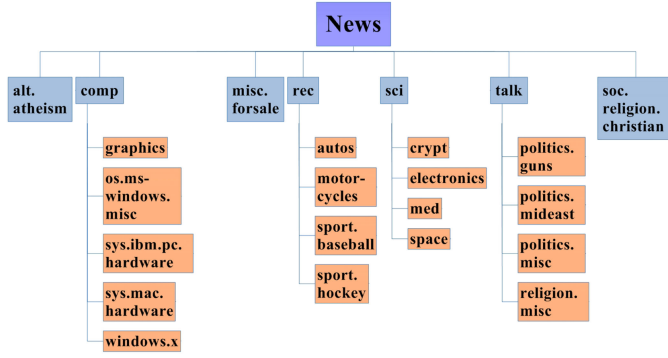 News
alt.
atheism
comp
misc.
forsale
rec
sci
talk
soc.
religion.
christian
graphics
os.ms-
windows.
misc
sys.ibm.pc.
hardware
sys.mac.
hardware
windows.x
autos
motor-
cycles
sport.
baseball
sport.
hockey
crypt
electronics
med
space
politics.
guns
politics.
mideast
politics.
misc
religion.
misc